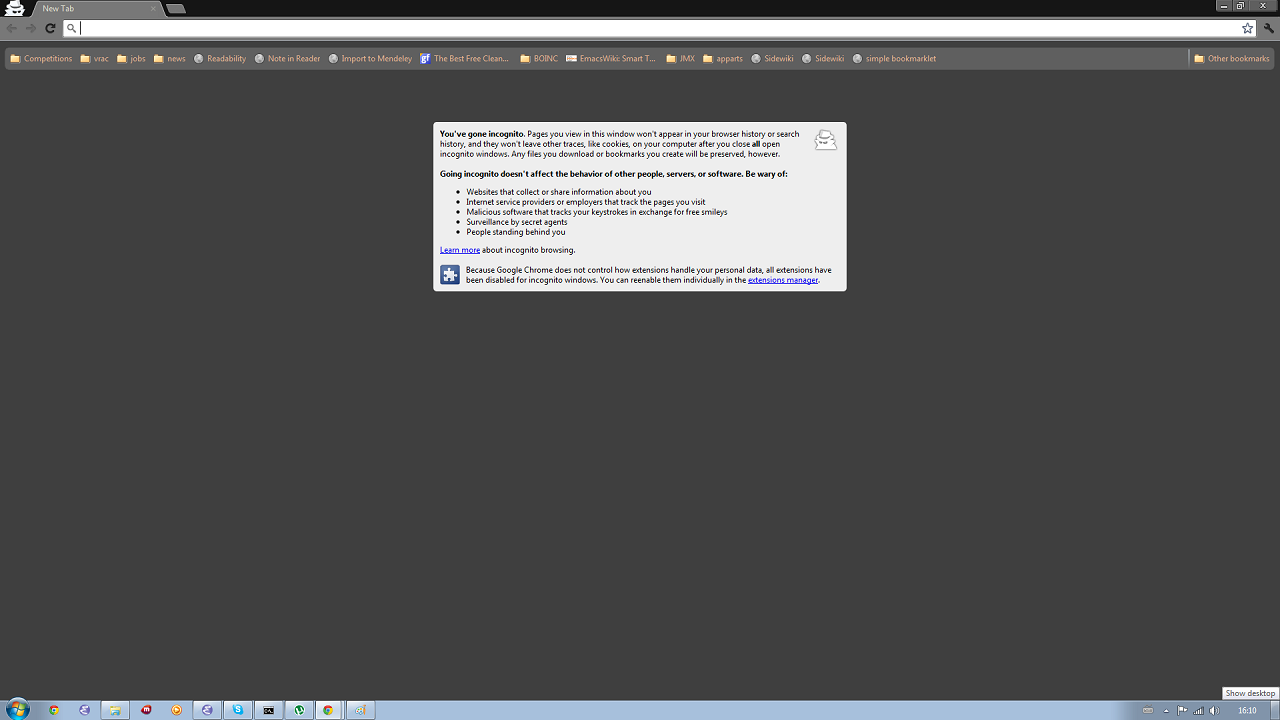 New Tab
Competitions vrac jobs news Readability Note in Reader Import to Mendeley The Best Free Clean... BOINC EmacsWiki: Smart T... JMX apparts Sidewiki Sidewiki simple bookmarklet Other bookmarks
You've gone incognito. Pages you view in this window won't appear in your browser history or search
history, and they won't leave other traces, like cookies, on your computer after you close all open
incognito windows. Any files you download or bookmarks you create will be preserved, however.
Going incognito doesn't affect the behavior of other people, servers, or software. Be wary of:
• Websites that collect or share information about you
• Internet service providers or employers that track the pages you visit
• Malicious software that tracks your keystrokes in exchange for free smileys
• Surveillance by secret agents
• People standing behind you
Learn more about incognito browsing.
Because Google Chrome does not control how extensions handle your personal data, all extensions have
been disabled for incognito windows. You can reenable them individually in the extensions manager.
Show desktop
16:10